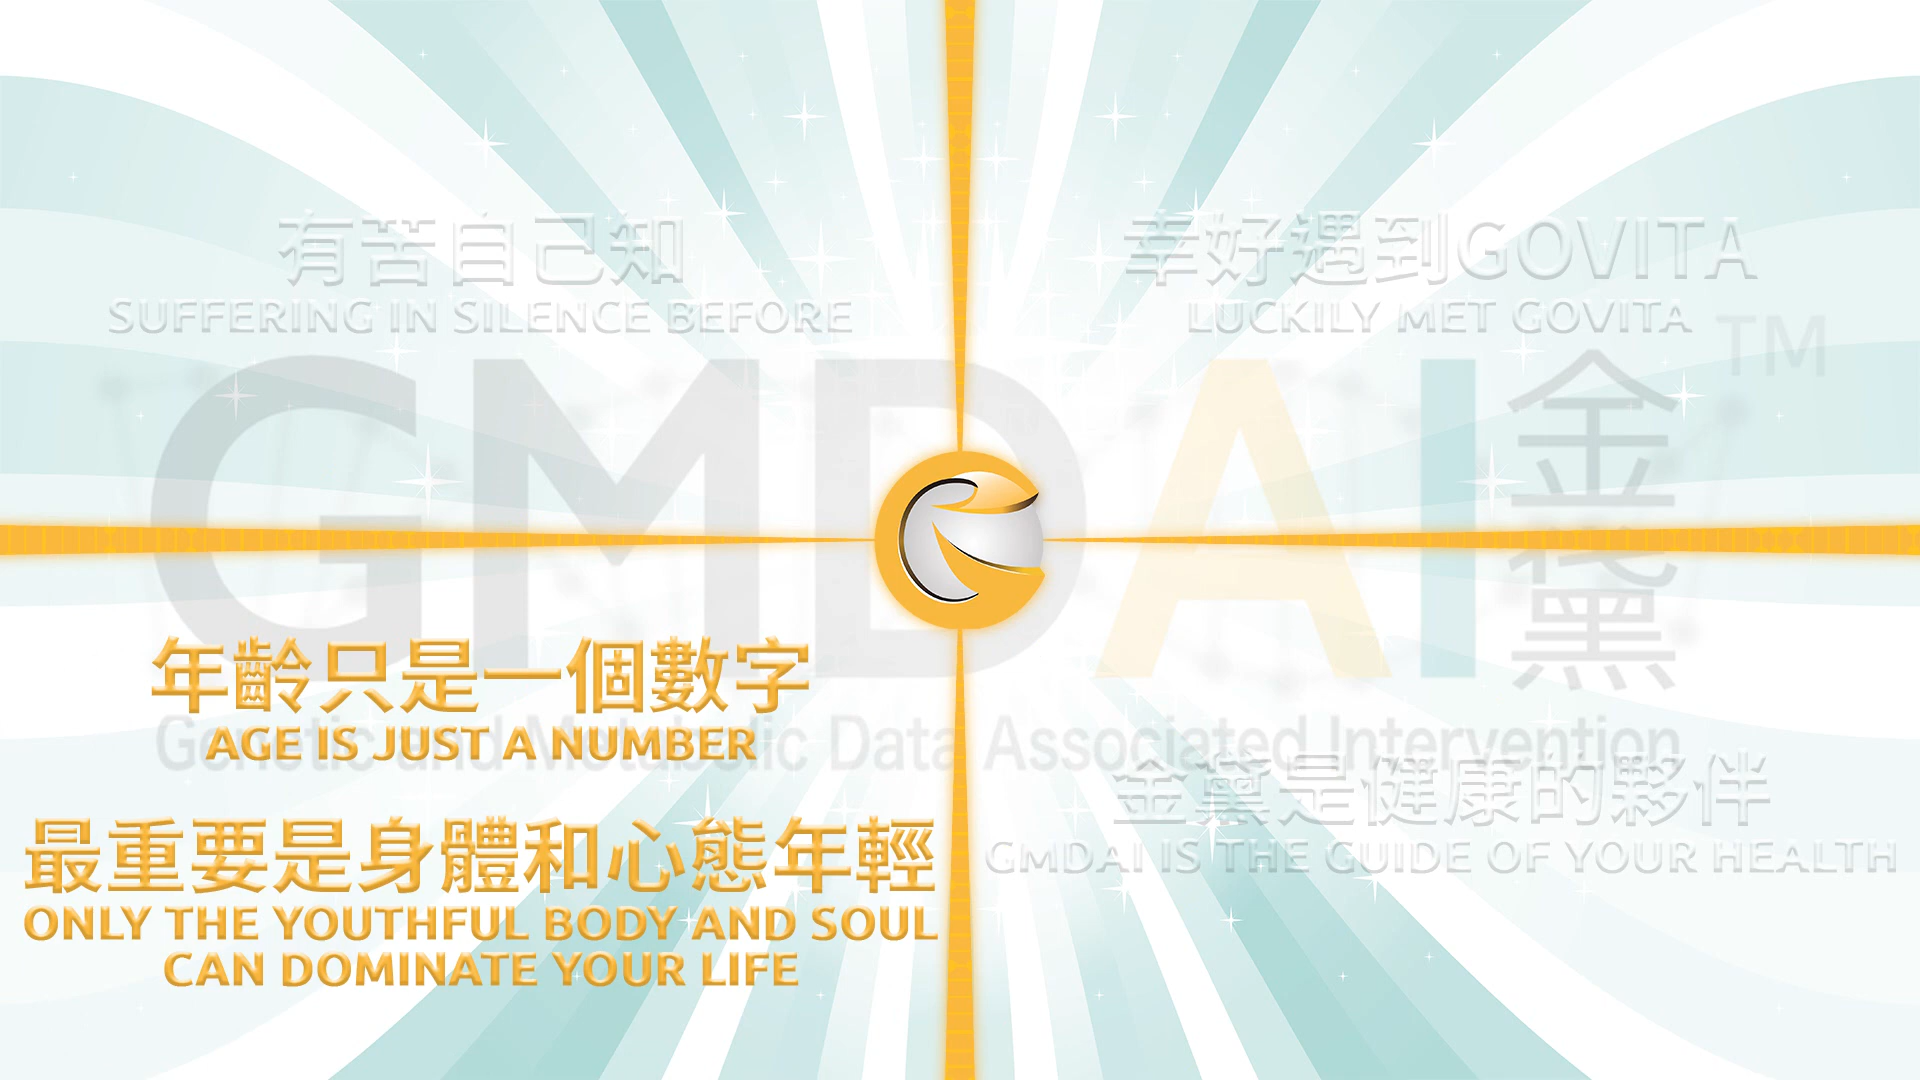 有苦自己知
SUFFERING IN SILENCE BEFORE
幸好遇到GOVITA
LUCKILY MET GOVITA
GMDAI金黛™
Genetic and Metabolic Data Associated Intervention
年齡只是一個數字
AGE IS JUST A NUMBER
最重要是身體和心態年輕
ONLY THE YOUTHFUL BODY AND SOUL
CAN DOMINATE YOUR LIFE
金黛是健康的夥伴
GMDAI IS THE GUIDE OF YOUR HEALTH